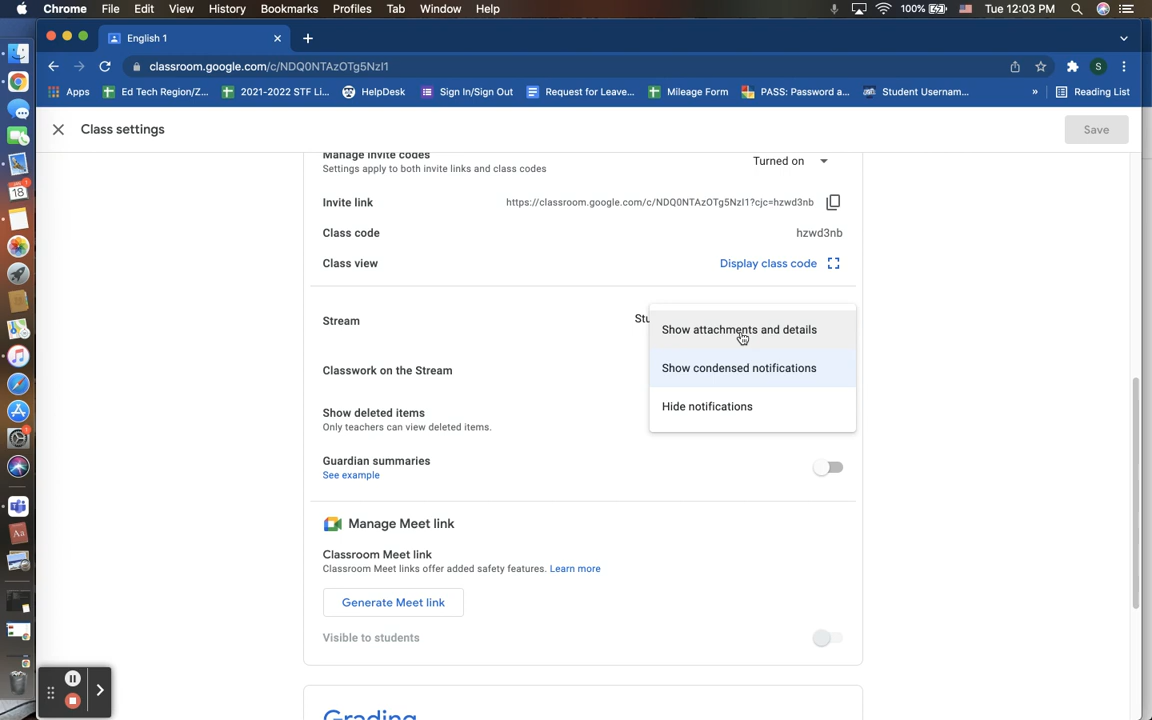 Chrome File Edit View History Bookmarks Profiles Tab Window Help 100% Tue 12:03 PM
English 1
classroom.google.com/c/NDQ0NTAzOTg5NzI1 S
Apps Ed Tech Region/Z... 2021-2022 STF Li... HelpDesk Sign In/Sign Out Request for Leave... Mileage Form PASS: Password a... Student Usernam... » Reading List
Class settings Save
Manage invite codes
Turned on
Settings apply to both invite links and class codes
Invite link https://classroom.google.com/c/NDQ0NTAzOTg5NzI1?cjc=hzwd3nb
Class code hzwd3nb
Class view Display class code
Stream Stu
Show attachments and details
Classwork on the Stream Show condensed notifications
Hide notifications
Show deleted items
Only teachers can view deleted items.
Guardian summaries
See example
Manage Meet link
Classroom Meet link
Classroom Meet links offer added safety features. Learn more
Generate Meet link
Visible to students
Grading
18
Aa